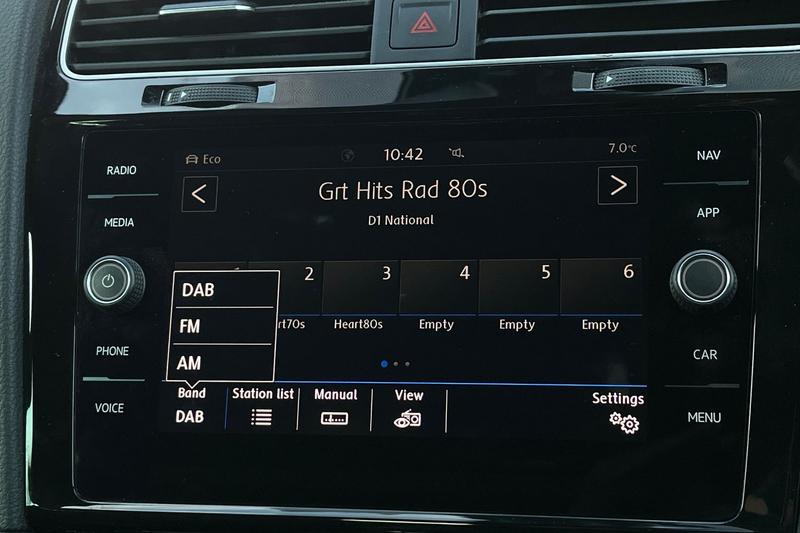 RADIO
MEDIA
PHONE
VOICE
Eco
10:42
7.0°C
<
Grt Hits Rad 80s
>
D1 National
2
3
4
5
6
rt70s
Heart80s
Empty
Empty
Empty
DAB
FM
AM
Band
DAB
Station list
Manual
View
Settings
NAV
APP
CAR
MENU